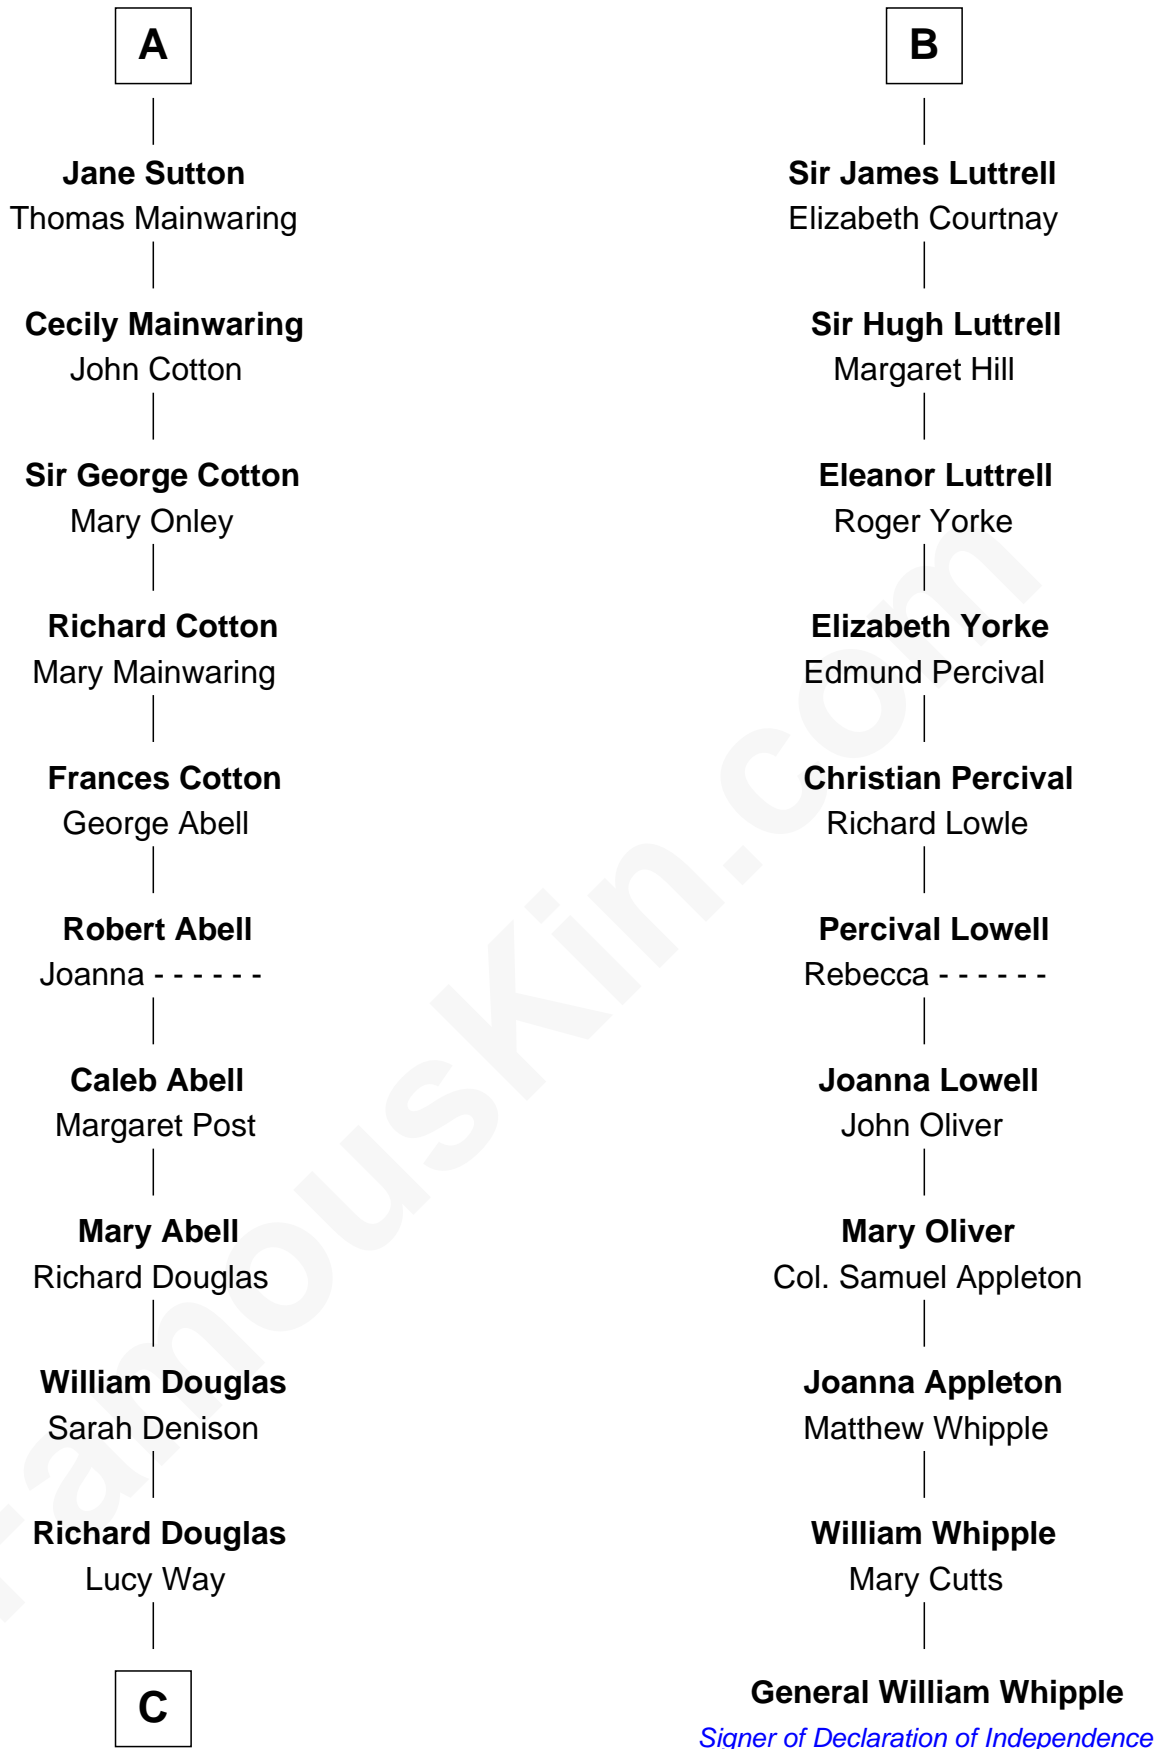 A
Jane Sutton
Thomas Mainwaring
Cecily Mainwaring
John Cotton
Sir George Cotton
Mary Onley
Richard Cotton
Mary Mainwaring
Frances Cotton
George Abell
Robert Abell
Joanna - - - - - -
Caleb Abell
Margaret Post
Mary Abell
Richard Douglas
William Douglas
Sarah Denison
Richard Douglas
Lucy Way
C
B
Sir James Luttrell
Elizabeth Courtnay
Sir Hugh Luttrell
Margaret Hill
Eleanor Luttrell
Roger Yorke
Elizabeth Yorke
Edmund Percival
Christian Percival
Richard Lowle
Percival Lowell
Rebecca - - - - - -
Joanna Lowell
John Oliver
Mary Oliver
Col. Samuel Appleton
Joanna Appleton
Matthew Whipple
William Whipple
Mary Cutts
General William Whipple
Signer of Declaration of Independence
FamousKin.com